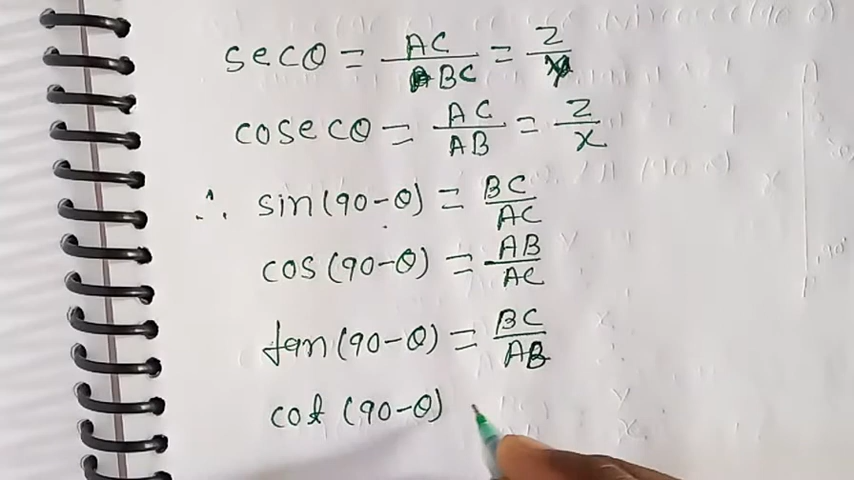 secθ = AC/BC = z/y
cosecθ = AC/AB = z/x
∴ sin(90-θ) = BC/AC
cos(90-θ) = AB/AC
tan(90-θ) = BC/AB
cot(90-θ)